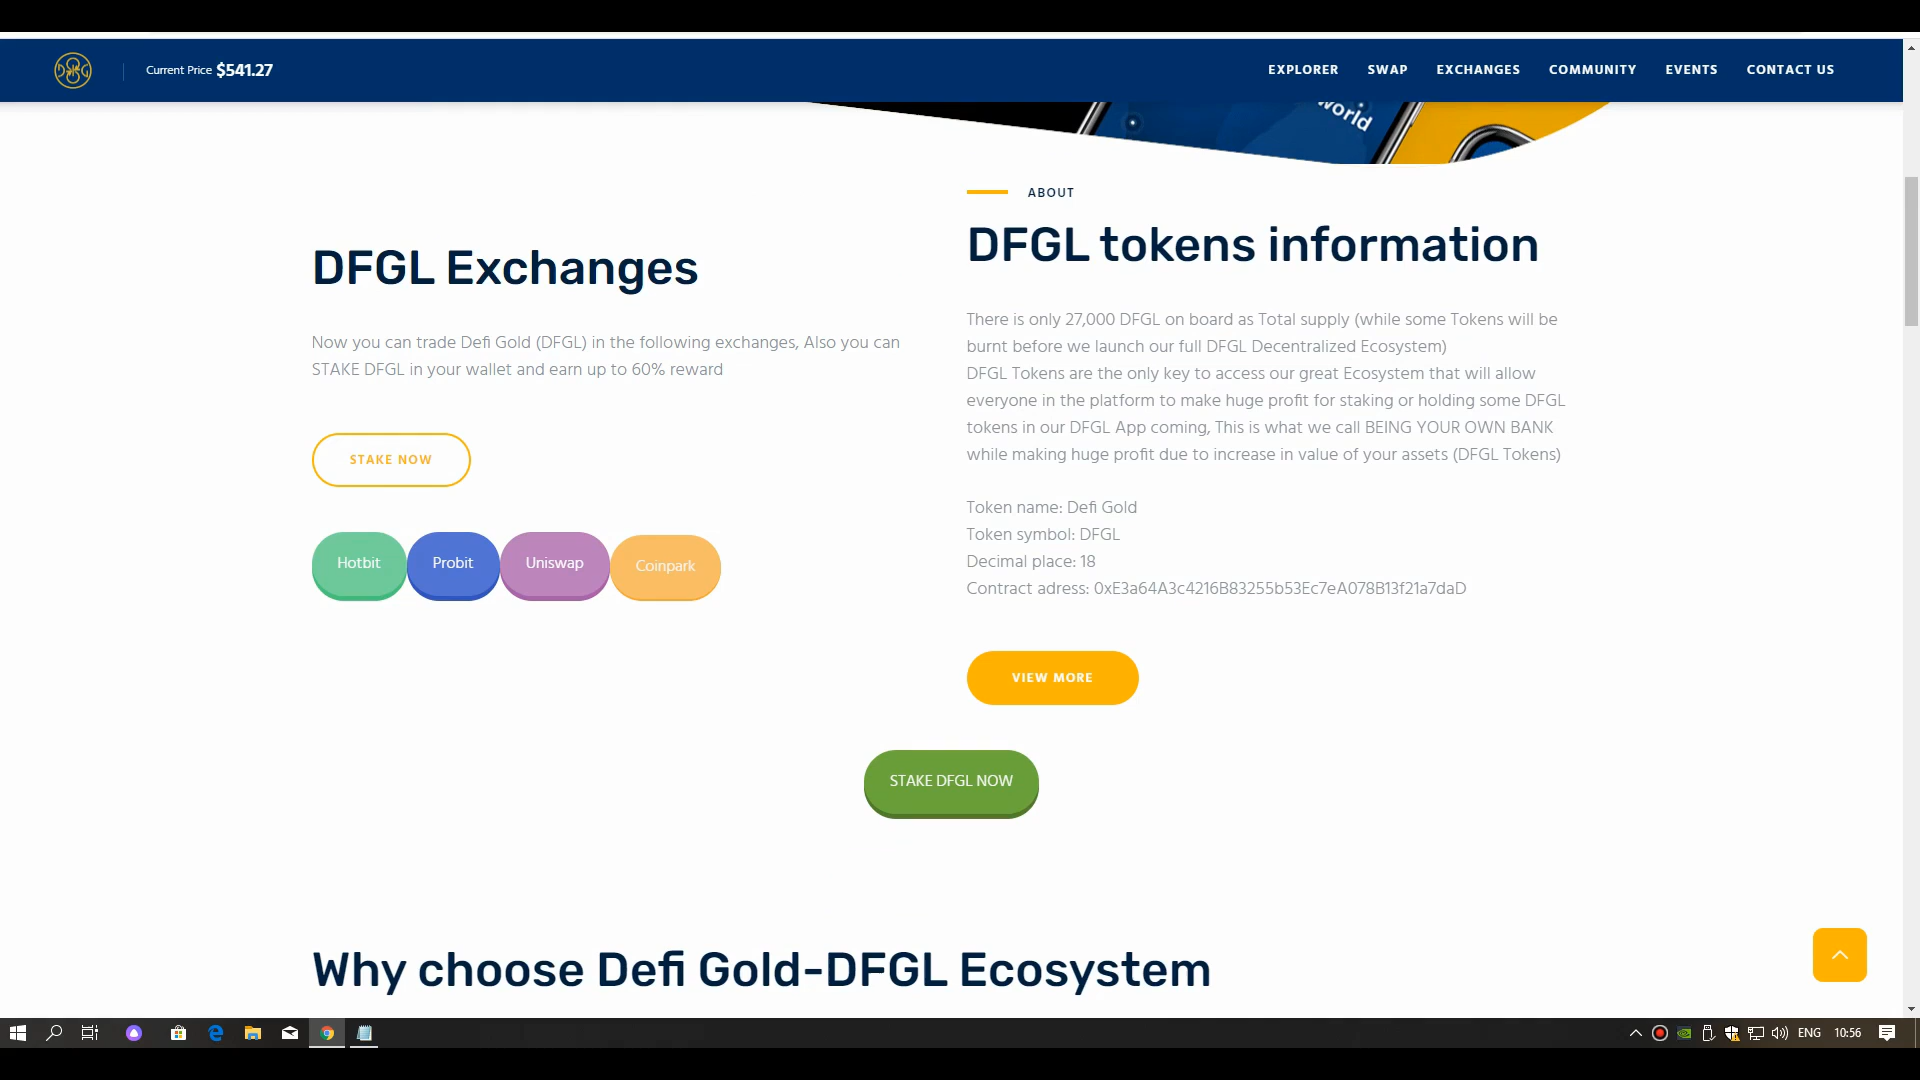 Current Price $541.27
EXPLORER SWAP EXCHANGES COMMUNITY EVENTS CONTACT US
world
ABOUT
DFGL Exchanges
Now you can trade Defi Gold (DFGL) in the following exchanges, Also you can
STAKE DFGL in your wallet and earn up to 60% reward
STAKE NOW
Hotbit Probit Uniswap Coinpark
DFGL tokens information
There is only 27,000 DFGL on board as Total supply (while some Tokens will be
burnt before we launch our full DFGL Decentralized Ecosystem)
DFGL Tokens are the only key to access our great Ecosystem that will allow
everyone in the platform to make huge profit for staking or holding some DFGL
tokens in our DFGL App coming, This is what we call BEING YOUR OWN BANK
while making huge profit due to increase in value of your assets (DFGL Tokens)
Token name: Defi Gold
Token symbol: DFGL
Decimal place: 18
Contract adress: 0xE3a64A3c4216B83255b53Ec7eA078B13f21a7daD
VIEW MORE
STAKE DFGL NOW
Why choose Defi Gold-DFGL Ecosystem
ENG 10:56